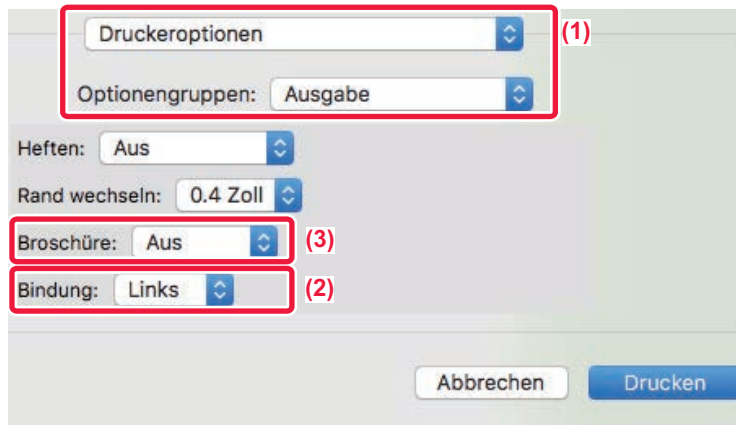 Druckeroptionen (1)
Optionengruppen: Ausgabe
Heften: Aus
Rand wechseln: 0.4 Zoll
Broschüre: Aus (3)
Bindung: Links (2)
Abbrechen Drucken